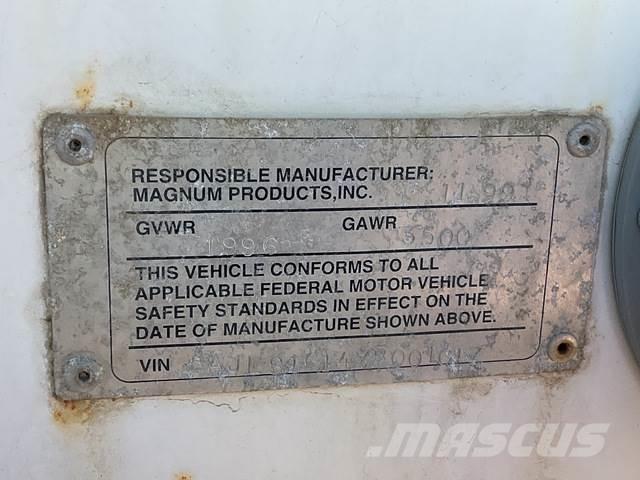 RESPONSIBLE MANUFACTURER:
MAGNUM PRODUCTS,INC.
GVWR GAWR 5500
THIS VEHICLE CONFORMS TO ALL
APPLICABLE FEDERAL MOTOR VEHICLE
SAFETY STANDARDS IN EFFECT ON THE
DATE OF MANUFACTURE SHOWN ABOVE.
VIN
MASCUS